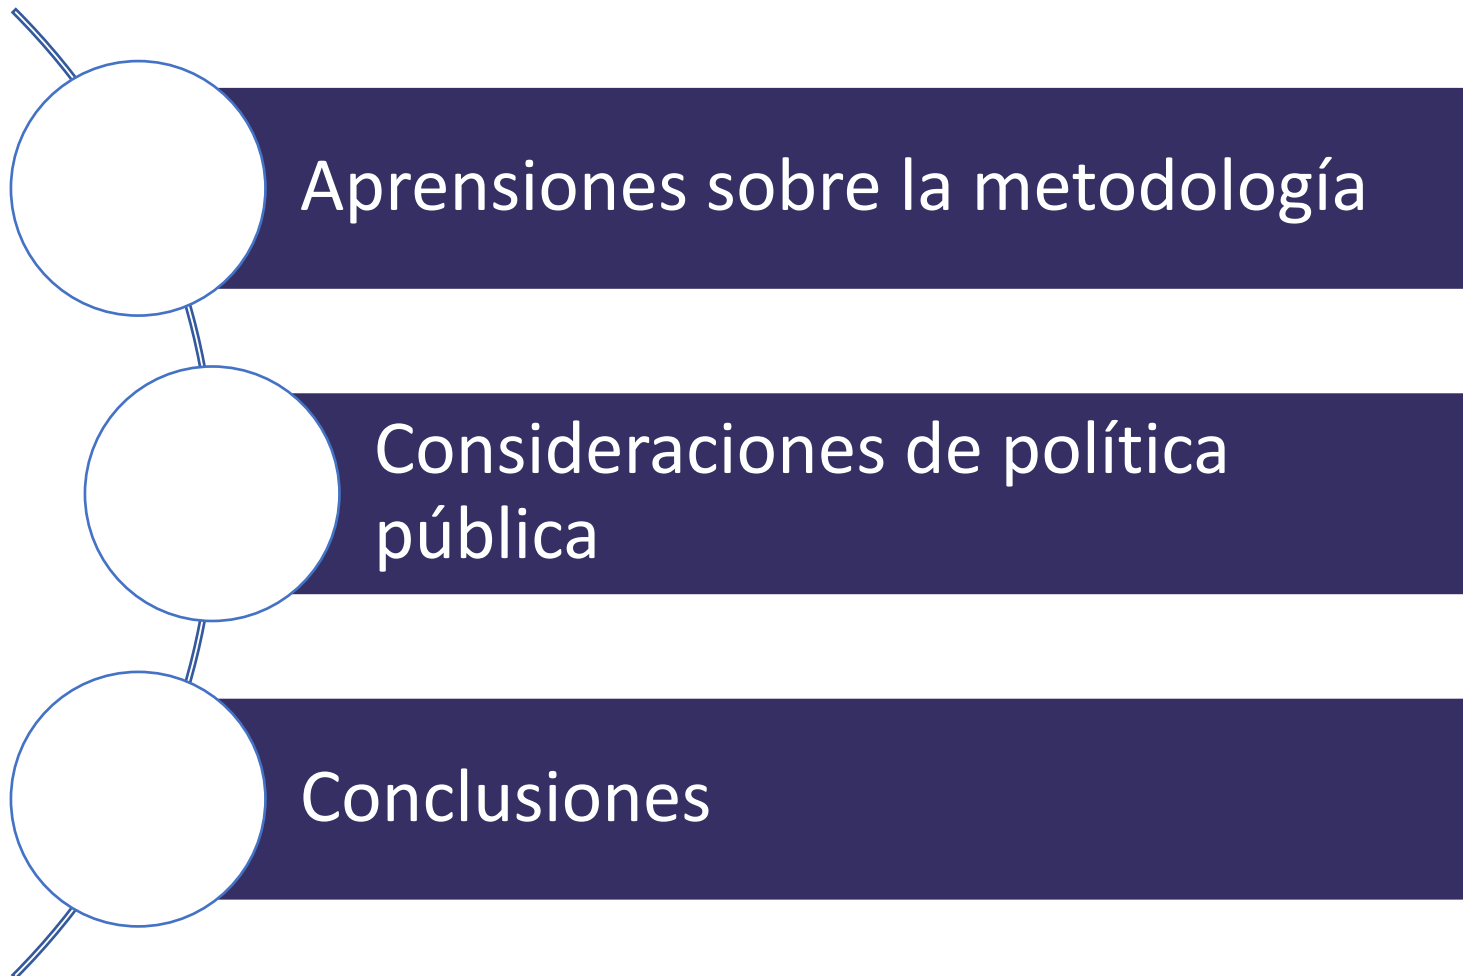 Aprensiones sobre la metodología
Consideraciones de política
pública
Conclusiones